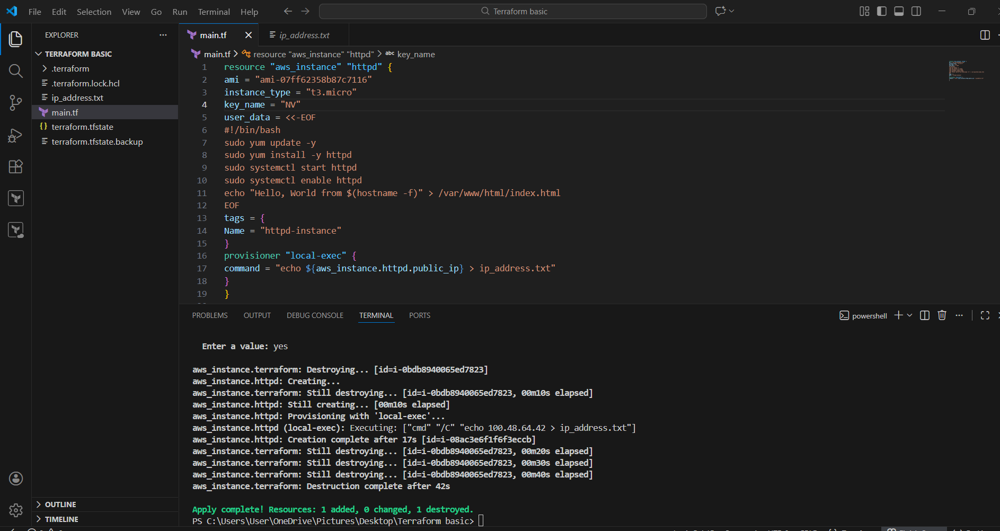 File Edit Selection View Go Run Terminal Help
Terraform basic
EXPLORER
TERRAFORM BASIC
.terraform
.terraform.lock.hcl
ip_address.txt
main.tf
terraform.tfstate
terraform.tfstate.backup
OUTLINE
TIMELINE
main.tf
ip_address.txt
main.tf > resource "aws_instance" "httpd" > abc key_name
1 resource "aws_instance" "httpd" {
2 ami = "ami-07ff62358b87c7116"
3 instance_type = "t3.micro"
4 key_name = "NV"
5 user_data = <<-EOF
6 #!/bin/bash
7 sudo yum update -y
8 sudo yum install -y httpd
9 sudo systemctl start httpd
10 sudo systemctl enable httpd
11 echo "Hello, World from $(hostname -f)" > /var/www/html/index.html
12 EOF
13 tags = {
14 Name = "httpd-instance"
15 }
16 provisioner "local-exec" {
17 command = "echo ${aws_instance.httpd.public_ip} > ip_address.txt"
18 }
19 }
PROBLEMS OUTPUT DEBUG CONSOLE TERMINAL PORTS
powershell
Enter a value: yes
aws_instance.terraform: Destroying... [id=i-0bdb8940065ed7823]
aws_instance.httpd: Creating...
aws_instance.terraform: Still destroying... [id=i-0bdb8940065ed7823, 00m10s elapsed]
aws_instance.httpd: Still creating... [00m10s elapsed]
aws_instance.httpd: Provisioning with 'local-exec'...
aws_instance.httpd (local-exec): Executing: ["cmd" "/C" "echo 100.48.64.42 > ip_address.txt"]
aws_instance.httpd: Creation complete after 17s [id=i-08ac3e6f1f6f3eccb]
aws_instance.terraform: Still destroying... [id=i-0bdb8940065ed7823, 00m20s elapsed]
aws_instance.terraform: Still destroying... [id=i-0bdb8940065ed7823, 00m30s elapsed]
aws_instance.terraform: Still destroying... [id=i-0bdb8940065ed7823, 00m40s elapsed]
aws_instance.terraform: Destruction complete after 42s
Apply complete! Resources: 1 added, 0 changed, 1 destroyed.
PS C:\Users\User\OneDrive\Pictures\Desktop\Terraform basic>